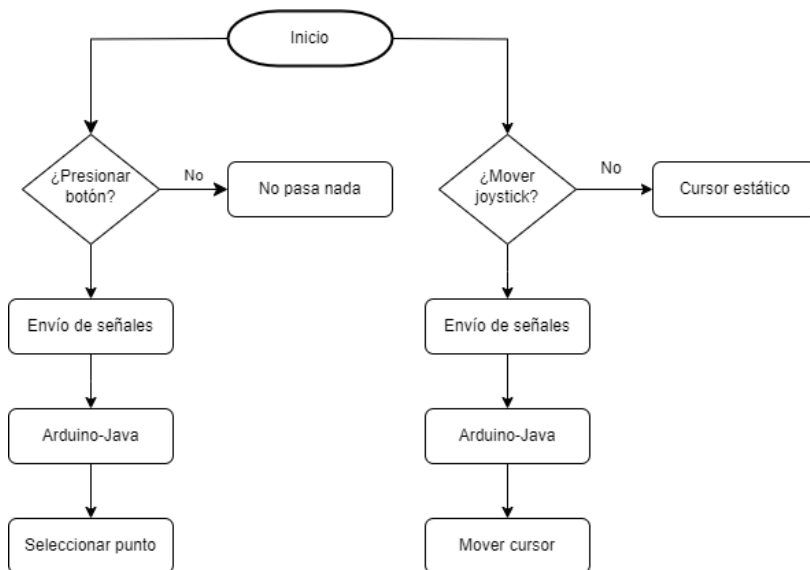 Inicio
¿Presionar
botón?
No
No pasa nada
¿Mover
joystick?
No
Cursor estático
Envío de señales
Envío de señales
Arduino-Java
Arduino-Java
Seleccionar punto
Mover cursor